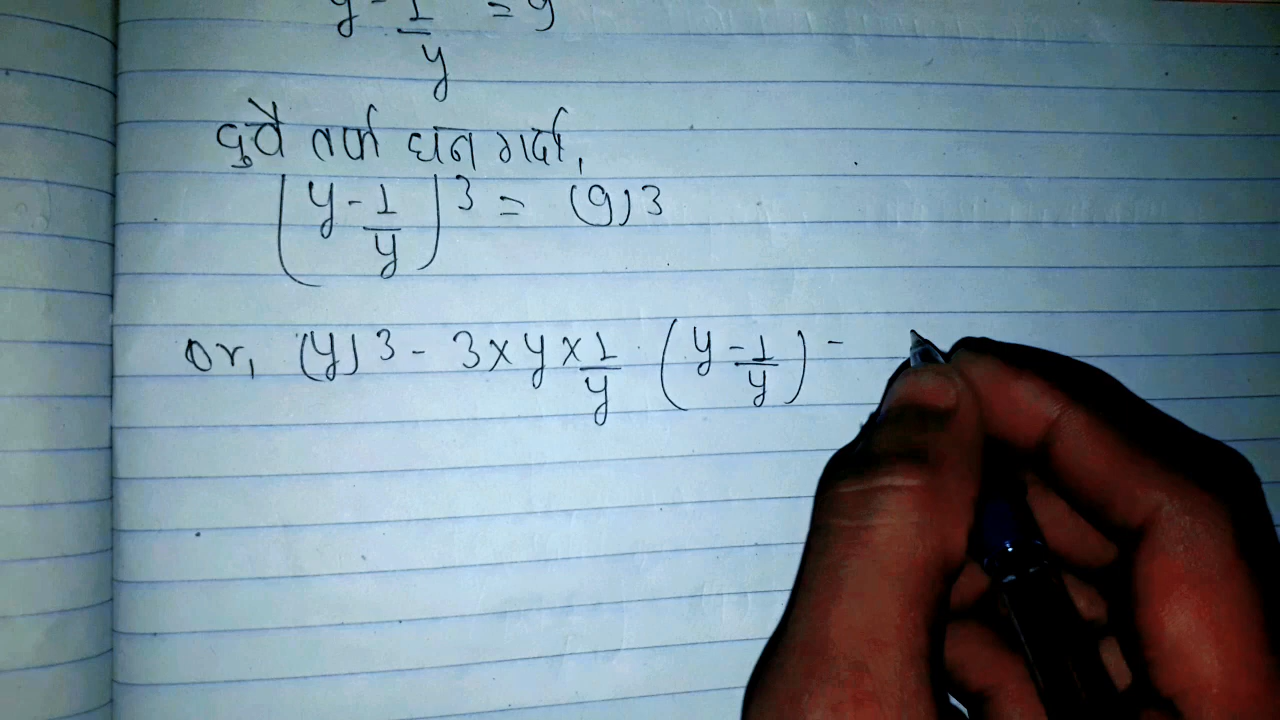 y - 1/y = 9
दुवै तर्फ घन गर्दा,
(y - 1/y)3 = (9)3
or, (y)3 - 3×y×1/y (y - 1/y) -